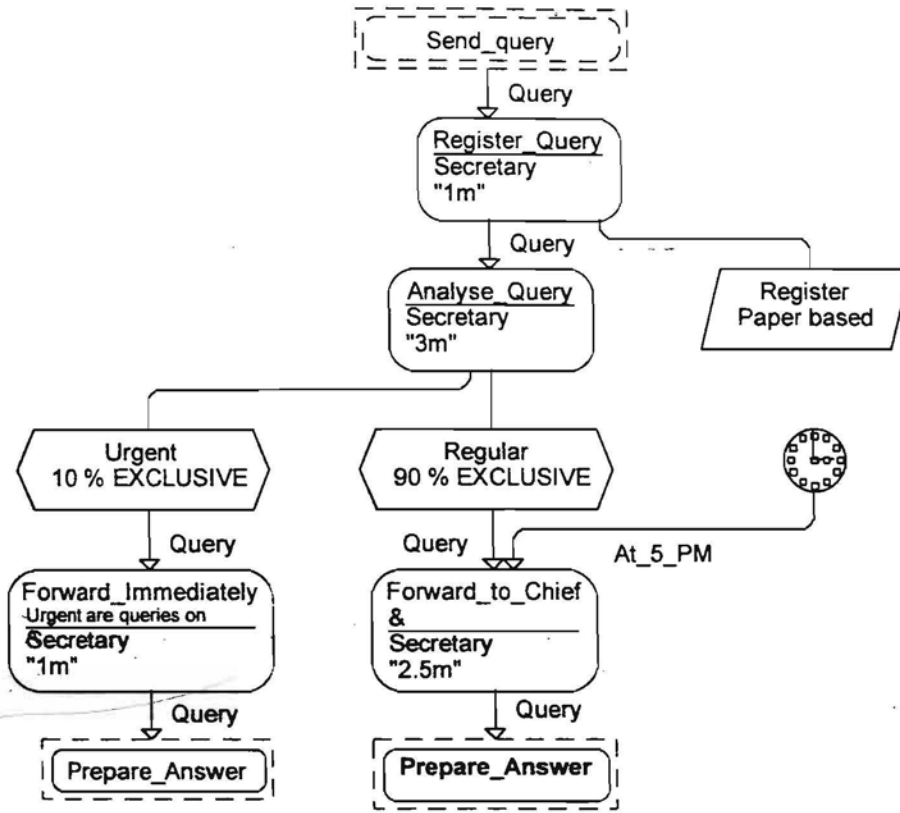 Send_query
Query
Register_Query
Secretary
"1m"
Query
Analyse_Query
Secretary
"3m"
Register
Paper based
Urgent
10 % EXCLUSIVE
Regular
90 % EXCLUSIVE
Query
Query
At_5_PM
Forward_Immediately
Urgent are queries on
Secretary
"1m"
Forward_to_Chief
&
Secretary
"2.5m"
Query
Query
Prepare_Answer
Prepare_Answer